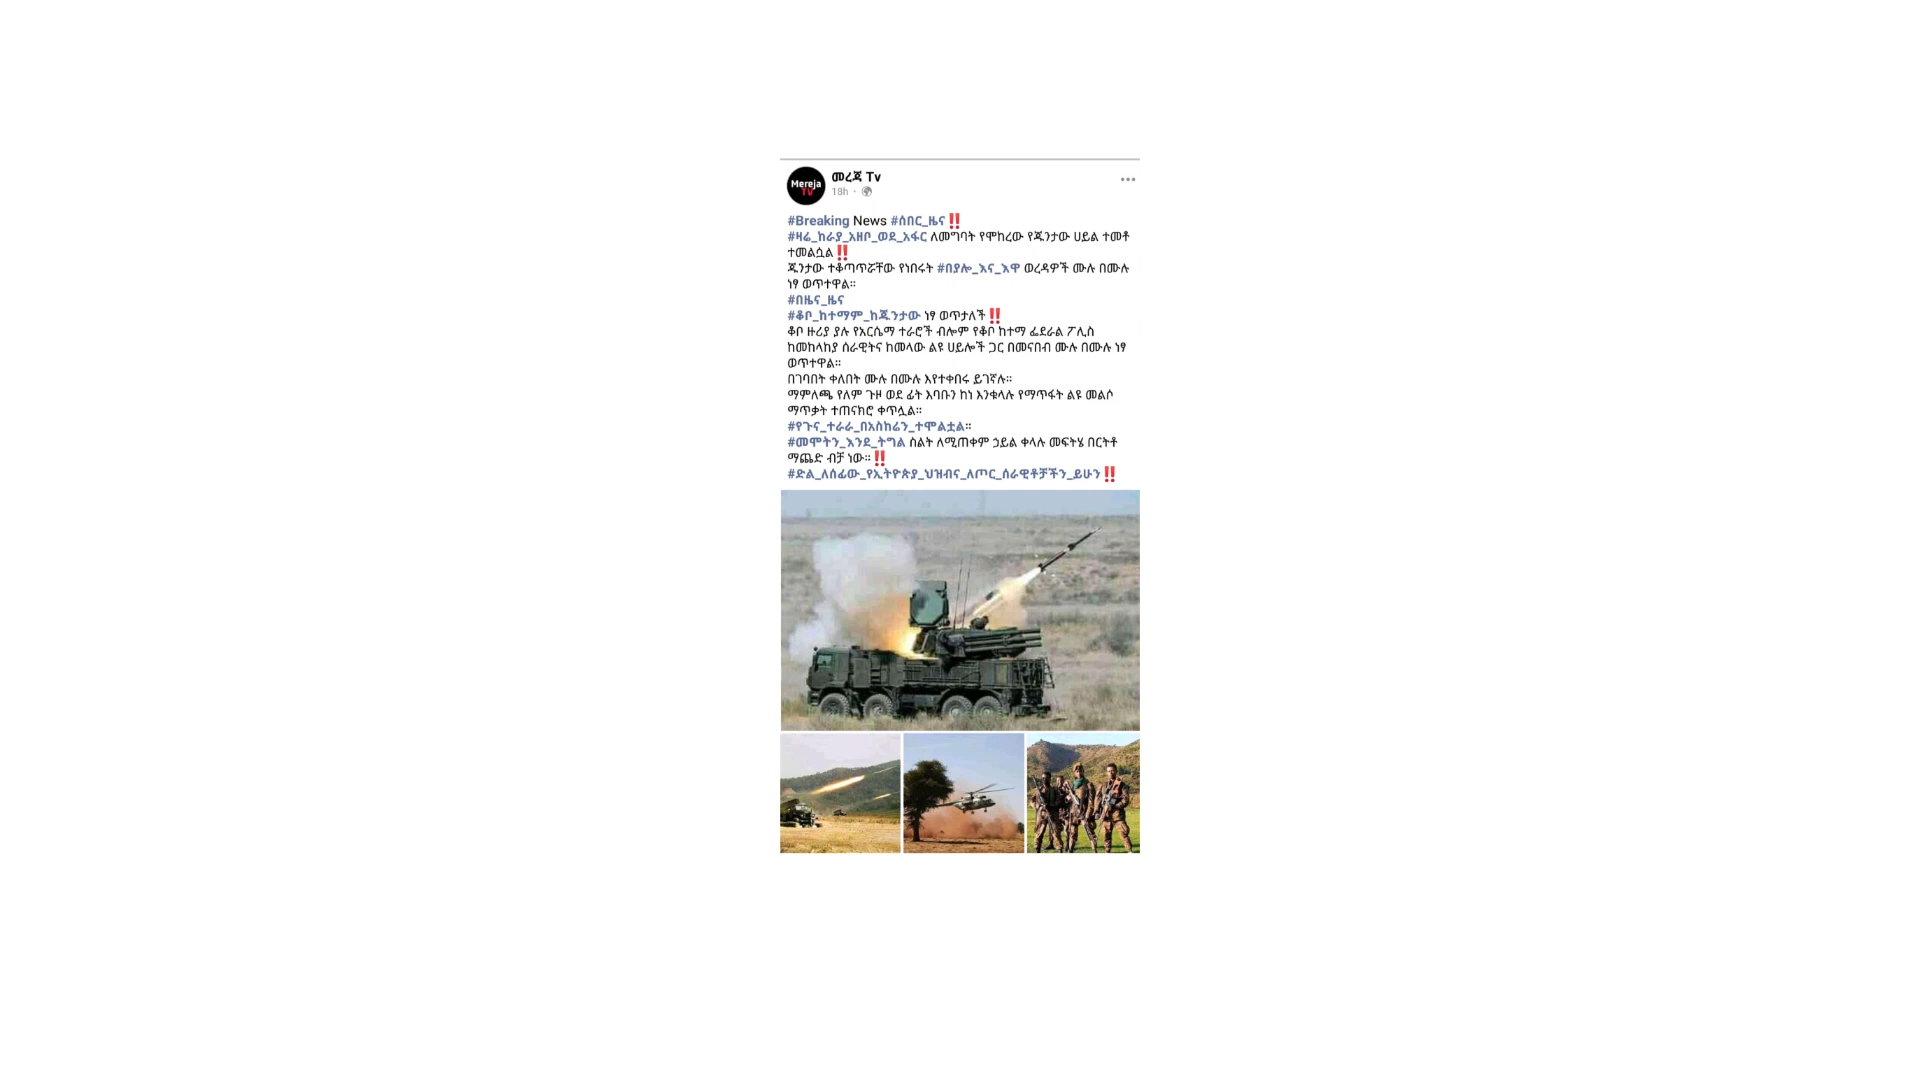 Mereja
TV
መረጃ Tv
18h ·
#Breaking News #ሰበር_ዜና‼️
#ዛሬ_ከራያ_አዘቦ_ወደ_አፋር ለመግባት የሞከረው የጁንታው ሀይል ተመቶ
ተመልሷል‼️
ጁንታው ተቆጣጥሯቸው የነበሩት #በያሎ_እና_እዋ ወረዳዎች ሙሉ በሙሉ
ነፃ ወጥተዋል።
#በዜና_ዜና
#ቆቦ_ከተማም_ከጁንታው ነፃ ወጥታለች‼️
ቆቦ ዙሪያ ያሉ የአርሴማ ተራሮች ብሎም የቆቦ ከተማ ፌደራል ፖሊስ
ከመከላከያ ሰራዊትና ከመላው ልዩ ሀይሎች ጋር በመናበብ ሙሉ በሙሉ ነፃ
ወጥተዋል።
በገባበት ቀለበት ሙሉ በሙሉ እየተቀበሩ ይገኛሉ።
ማምለጫ የለም ጉዞ ወደ ፊት እባቡን ከነ እንቁላሉ የማጥፋት ልዩ መልሶ
ማጥቃት ተጠናክሮ ቀጥሏል።
#የጉና_ተራራ_በአስከሬን_ተሞልቷል።
#መሞትን_እንደ_ትግል ስልት ለሚጠቀም ኃይል ቀላሉ መፍትሄ በርትቶ
ማጨድ ብቻ ነው።‼️
#ድል_ለሰፊው_የኢትዮጵያ_ህዝብና_ለጦር_ሰራዊቶቻችን_ይሁን‼️